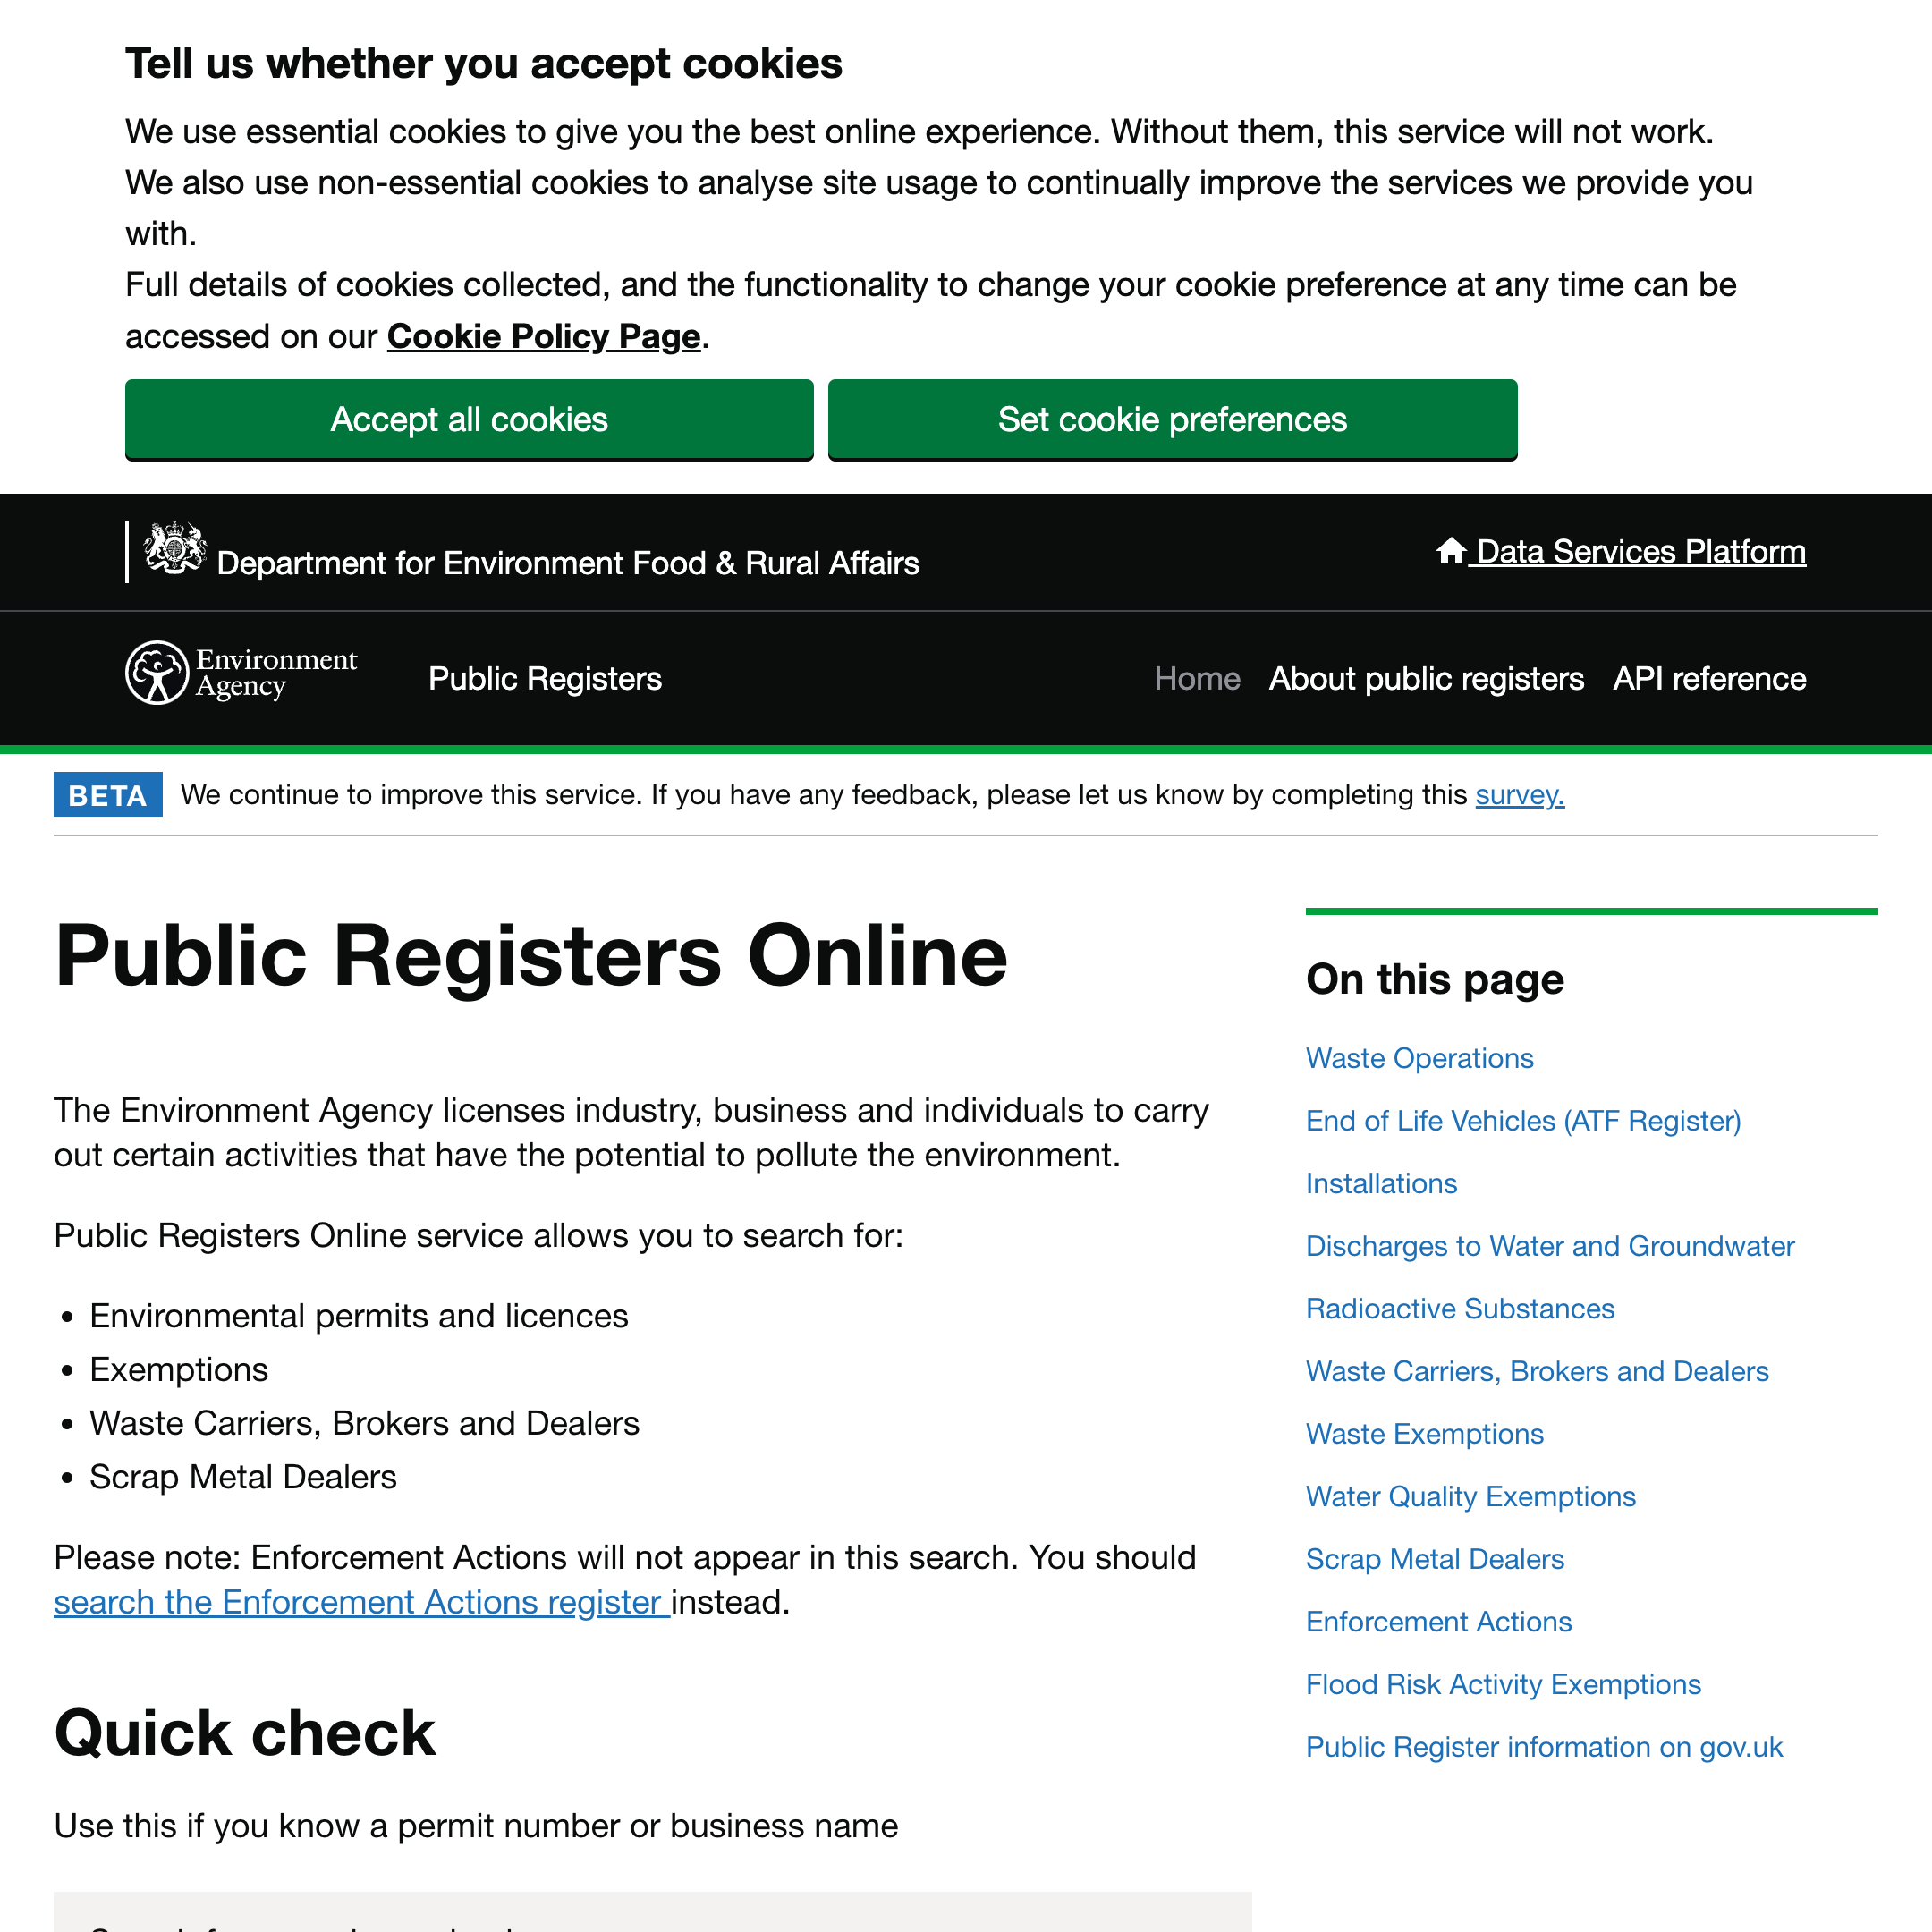 Tell us whether you accept cookies
We use essential cookies to give you the best online experience. Without them, this service will not work.
We also use non-essential cookies to analyse site usage to continually improve the services we provide you
with.
Full details of cookies collected, and the functionality to change your cookie preference at any time can be
accessed on our Cookie Policy Page.
Accept all cookies
Set cookie preferences
Department for Environment Food & Rural Affairs
Data Services Platform
Environment
Agency
Public Registers
Home
About public registers
API reference
BETA
We continue to improve this service. If you have any feedback, please let us know by completing this survey.
Public Registers Online
The Environment Agency licenses industry, business and individuals to carry
out certain activities that have the potential to pollute the environment.
Public Registers Online service allows you to search for:
• Environmental permits and licences
• Exemptions
• Waste Carriers, Brokers and Dealers
• Scrap Metal Dealers
Please note: Enforcement Actions will not appear in this search. You should
search the Enforcement Actions register instead.
Quick check
Use this if you know a permit number or business name
On this page
Waste Operations
End of Life Vehicles (ATF Register)
Installations
Discharges to Water and Groundwater
Radioactive Substances
Waste Carriers, Brokers and Dealers
Waste Exemptions
Water Quality Exemptions
Scrap Metal Dealers
Enforcement Actions
Flood Risk Activity Exemptions
Public Register information on gov.uk